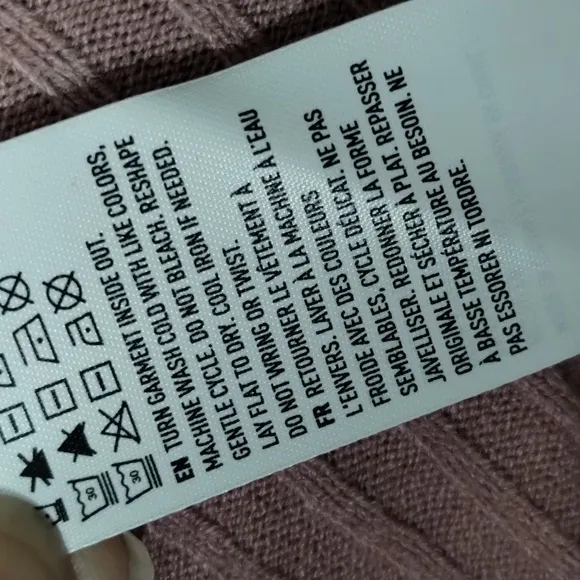 EN TURN GARMENT INSIDE OUT.
MACHINE WASH COLD WITH LIKE COLORS,
GENTLE CYCLE. DO NOT BLEACH. RESHAPE
LAY FLAT TO DRY. COOL IRON IF NEEDED.
DO NOT WRING OR TWIST.
FR RETOURNER LE VÊTEMENT À
L'ENVERS. LAVER À LA MACHINE À L'EAU
FROIDE AVEC DES COULEURS
SEMBLABLES, CYCLE DÉLICAT. NE PAS
JAVELLISER. REDONNER LA FORME
ORIGINALE ET SÉCHER À PLAT. REPASSER
À BASSE TEMPÉRATURE AU BESOIN. NE
PAS ESSORER NI TORDRE.
30
30